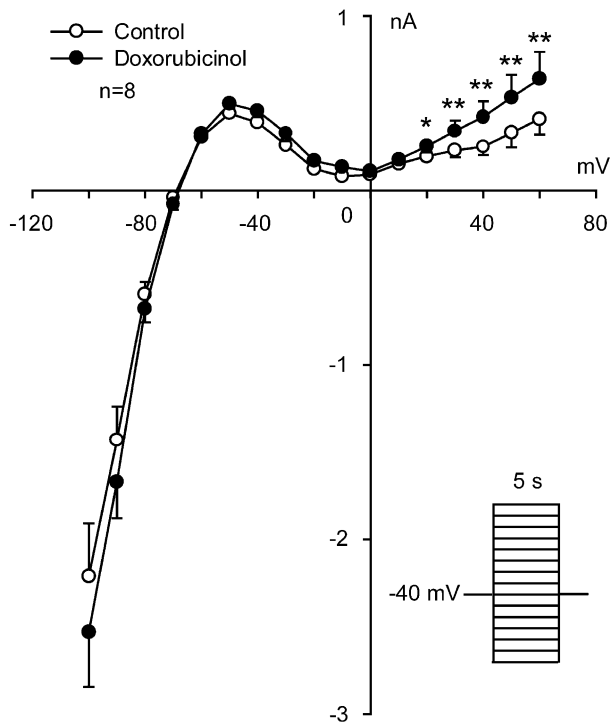 1
nA
Control
Doxorubicinol
n=8
* ** ** ** **
mV
-120 -80 -40 0 40 80
-1
5 s
-2
-40 mV
-3